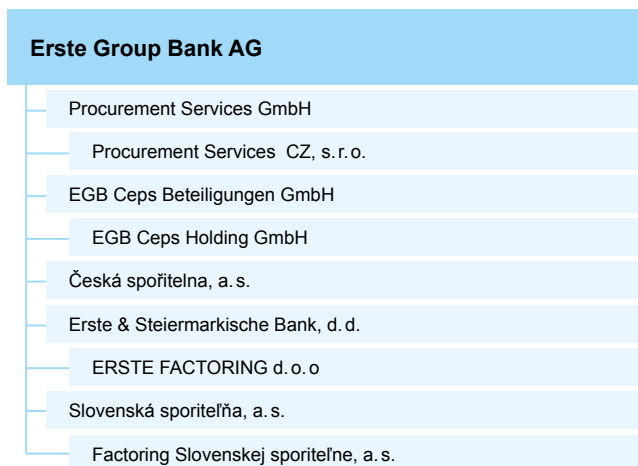 Erste Group Bank AG
Procurement Services GmbH
Procurement Services  CZ, s. r. o.
EGB Ceps Beteiligungen GmbH
EGB Ceps Holding GmbH
Česká spořitelna, a. s.
Erste & Steiermarkische Bank, d. d.
ERSTE FACTORING d. o. o
Slovenská sporiteľňa, a. s.
Factoring Slovenskej sporiteľne, a. s.